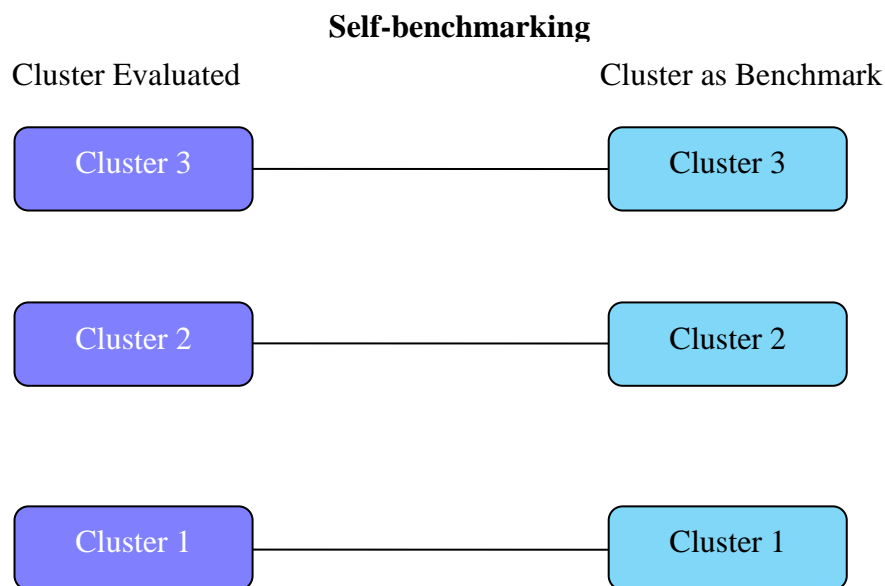 Self-benchmarking
Cluster Evaluated Cluster as Benchmark
Cluster 3 Cluster 3
Cluster 2 Cluster 2
Cluster 1 Cluster 1